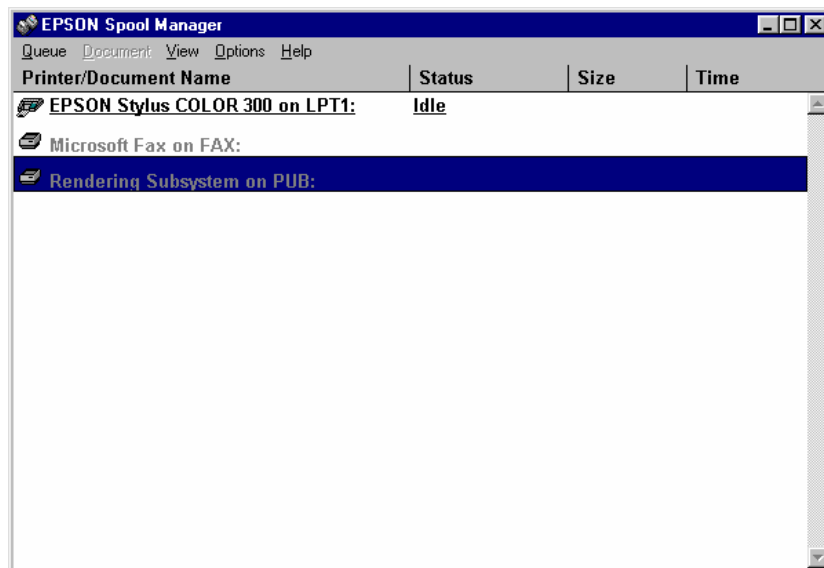 EPSON Spool Manager
Queue Document View Options Help
Printer/Document Name Status Size Time
EPSON Stylus COLOR 300 on LPT1: Idle
Microsoft Fax on FAX:
Rendering Subsystem on PUB: